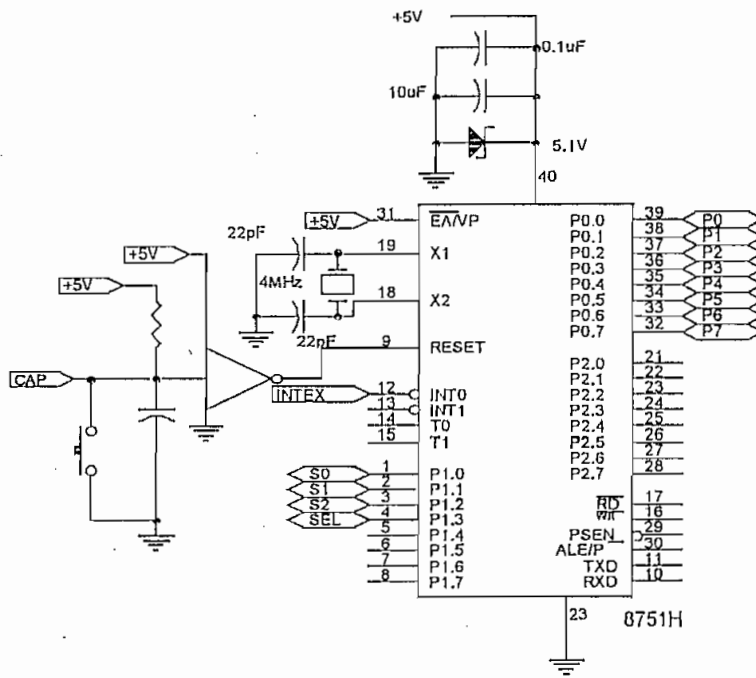 +5V
0.1uF
10uF
5.1V
40
+5V
31
EA/VP
P0.0
39
P0
22pF
P0.1
38
P1
+5V
19
X1
P0.2
37
P2
P0.3
36
P3
+5V
4MHz
P0.4
35
P4
18
X2
P0.5
34
P5
P0.6
33
P6
22pF
P0.7
32
P7
9
RESET
P2.0
21
CAP
P2.1
22
INTEX
12
INT0
P2.2
23
13
INT1
P2.3
24
14
T0
P2.4
25
15
T1
P2.5
26
P2.6
27
S0
1
P1.0
P2.7
28
S1
2
P1.1
S2
3
P1.2
RD
17
SEL
4
P1.3
WR
16
5
P1.4
PSEN
29
6
P1.5
ALE/P
30
7
P1.6
TXD
11
8
P1.7
RXD
10
23
8751H